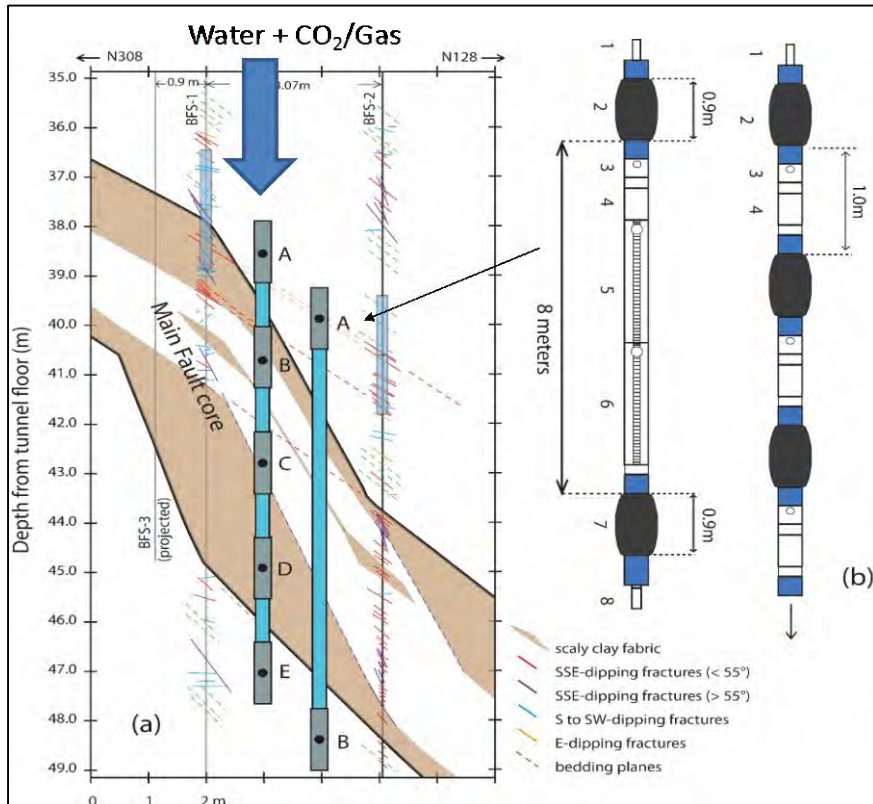 Water + CO₂/Gas
N308
N128
0.9 m
4.07m
BFS-1
BFS-2
Depth from tunnel floor (m)
35.0
36.0
37.0
38.0
39.0
40.0
41.0
42.0
43.0
44.0
45.0
46.0
47.0
48.0
49.0
0
1
2 m
Main Fault core
BFS-3
(projected)
A
B
C
D
E
A
B
(a)
1
2
3
4
5
6
7
8
0.9m
8 meters
0.9m
1
2
3
4
1.0m
(b)
scaly clay fabric
SSE-dipping fractures (< 55°)
SSE-dipping fractures (> 55°)
S to SW-dipping fractures
E-dipping fractures
bedding planes